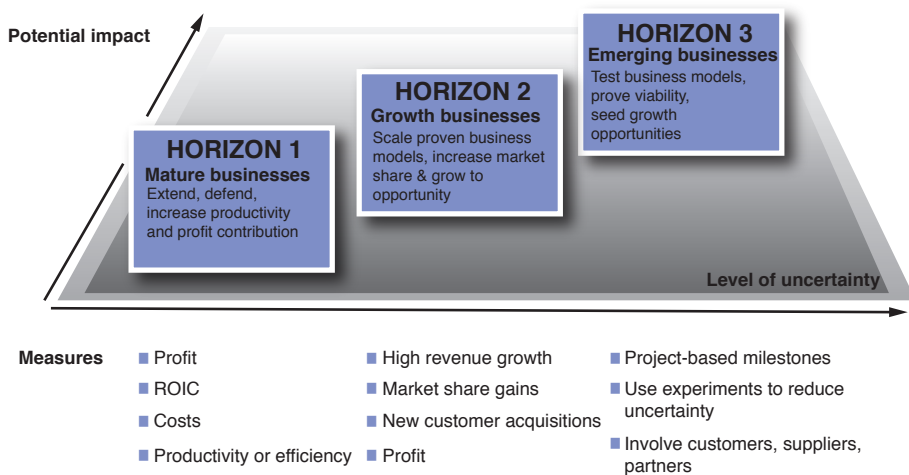 Potential impact
HORIZON 1
Mature businesses
Extend, defend,
increase productivity
and profit contribution
HORIZON 2
Growth businesses
Scale proven business
models, increase market
share & grow to
opportunity
HORIZON 3
Emerging businesses
Test business models,
prove viability,
seed growth
opportunities
Level of uncertainty
Measures
Profit
ROIC
Costs
Productivity or efficiency
High revenue growth
Market share gains
New customer acquisitions
Profit
Project-based milestones
Use experiments to reduce
uncertainty
Involve customers, suppliers,
partners